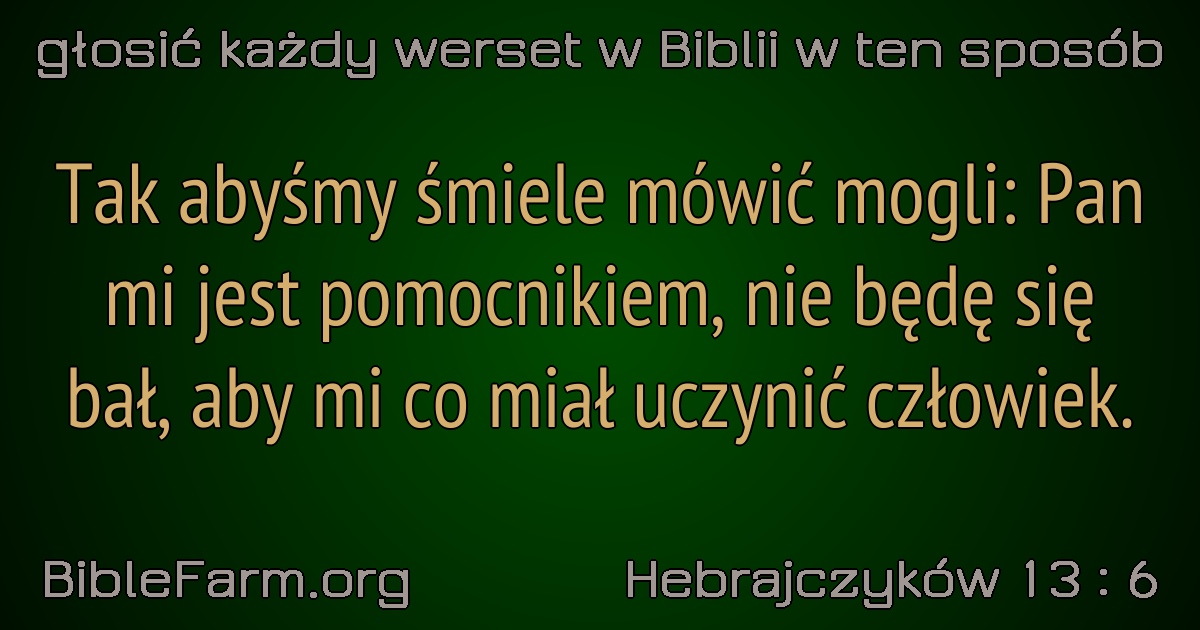 głosić każdy werset w Biblii w ten sposób
Tak abyśmy śmiele mówić mogli: Pan
mi jest pomocnikiem, nie będę się
bał, aby mi co miał uczynić człowiek.
BibleFarm.org
Hebrajczyków 13 : 6